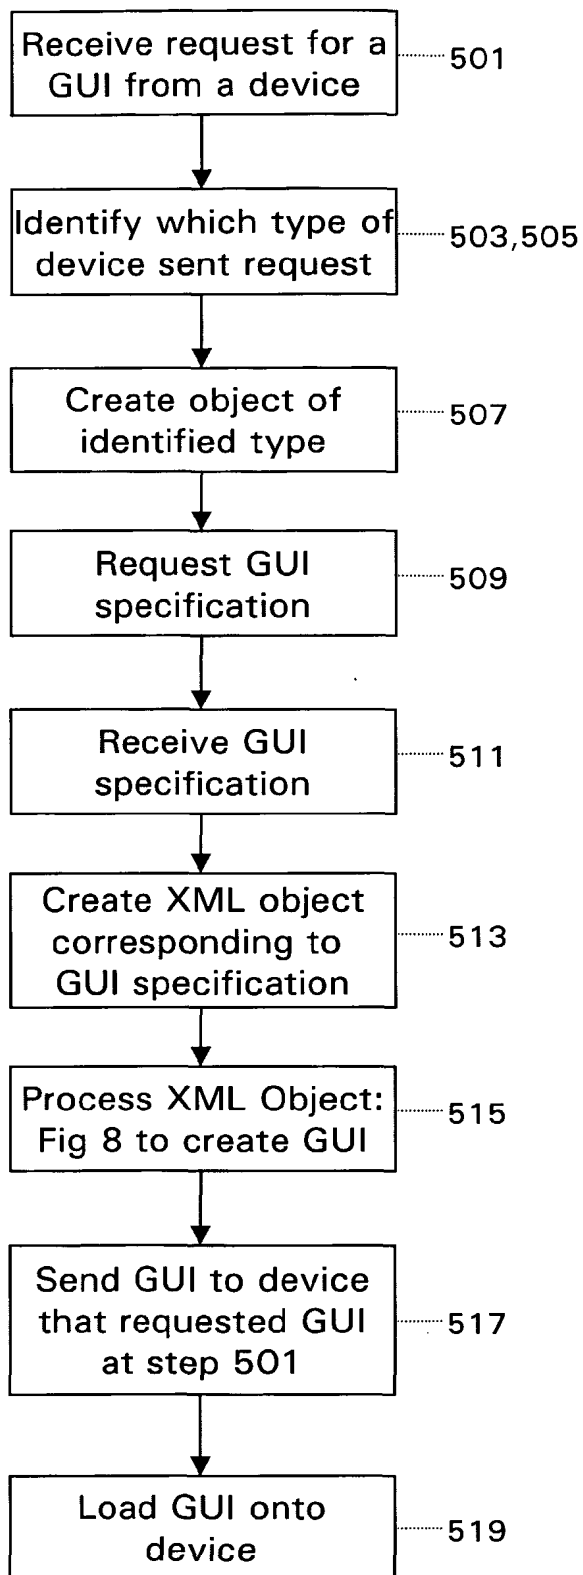 Receive request for a
GUI from a device
501
Identify which type of
device sent request
503,505
Create object of
identified type
507
Request GUI
specification
509
Receive GUI
specification
511
Create XML object
corresponding to
GUI specification
513
Process XML Object:
Fig 8 to create GUI
515
Send GUI to device
that requested GUI
at step 501
517
Load GUI onto
device
519